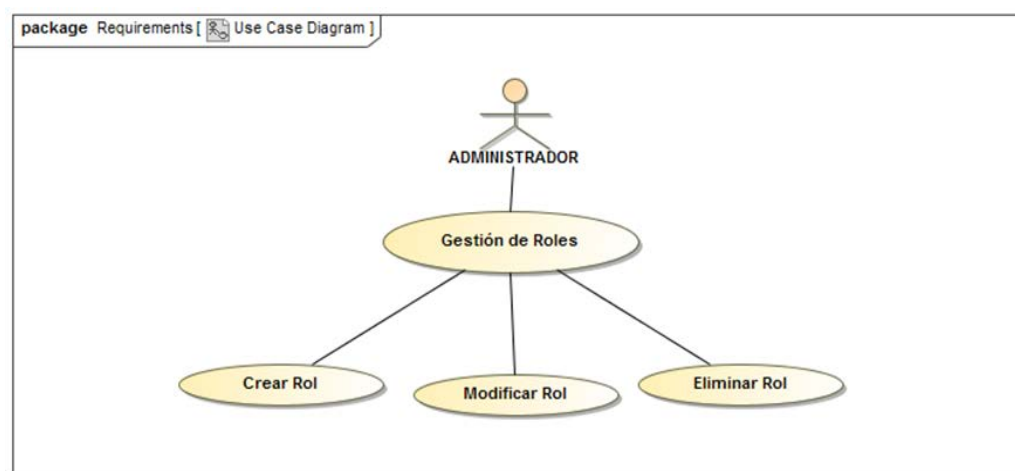 package Requirements [ Use Case Diagram ]
ADMINISTRADOR
Gestión de Roles
Crear Rol
Modificar Rol
Eliminar Rol